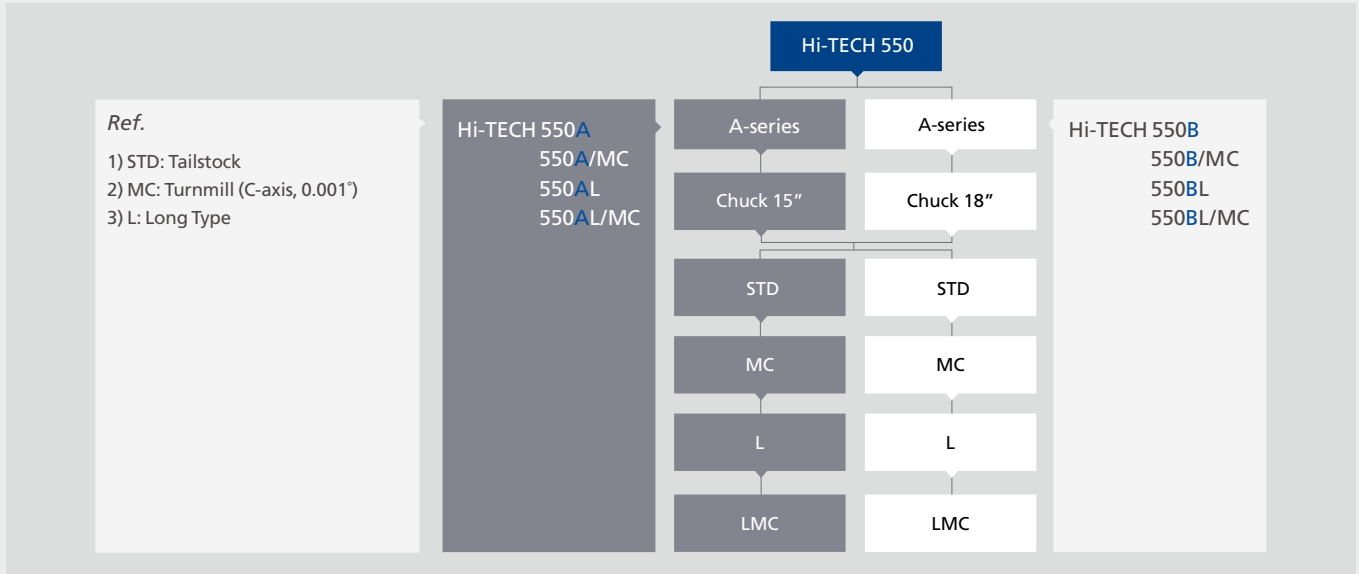 Hi-TECH 550
Ref.
1) STD: Tailstock
2) MC: Turnmill (C-axis, 0.001˚)
3) L: Long Type
Hi-TECH 550A
550A/MC
550AL
550AL/MC
A-series
Chuck 15”
STD
MC
L
LMC
A-series
Chuck 18”
STD
MC
L
LMC
Hi-TECH 550B
550B/MC
550BL
550BL/MC